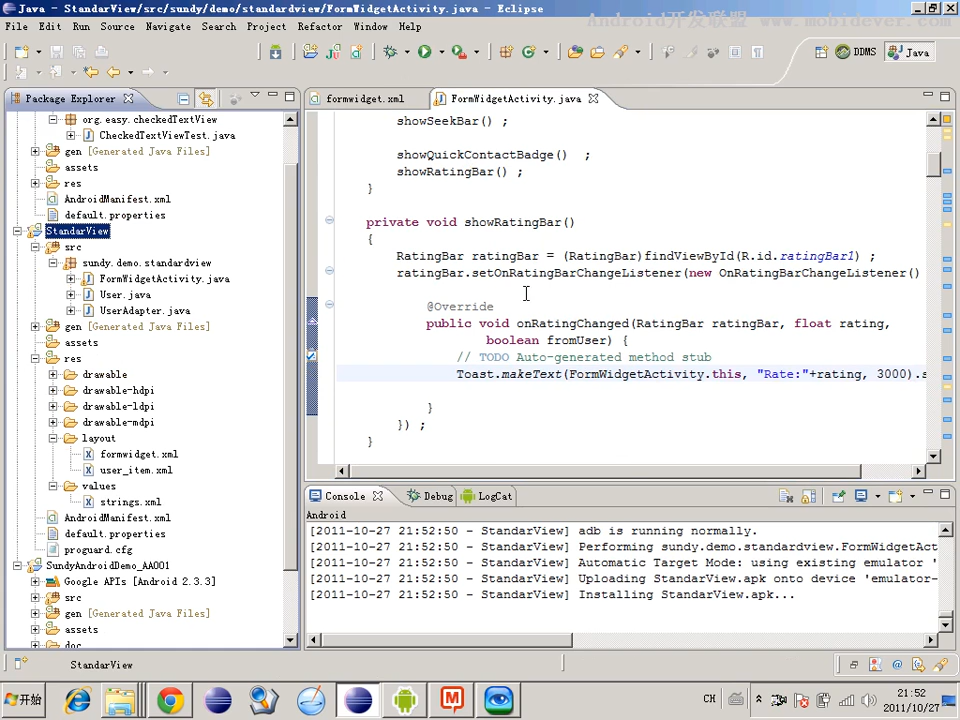 Java - StandarView/src/sundy/demo/standardview/FormWidgetActivity.java - Eclipse
Android开发联盟 www.mobidever.com
File Edit Run Source Navigate Search Project Refactor Window Help
DDMS Java
Package Explorer
formwidget.xml FormWidgetActivity.java
org.easy.checkedTextView
CheckedTextViewTest.java
gen [Generated Java Files]
assets
res
AndroidManifest.xml
default.properties
StandarView
src
sundy.demo.standardview
FormWidgetActivity.java
User.java
UserAdapter.java
gen [Generated Java Files]
assets
res
drawable
drawable-hdpi
drawable-ldpi
drawable-mdpi
layout
formwidget.xml
user_item.xml
values
strings.xml
AndroidManifest.xml
default.properties
proguard.cfg
SundyAndroidDemo_AA001
Google APIs [Android 2.3.3]
src
gen [Generated Java Files]
assets
doc
showSeekBar() ;
showQuickContactBadge()  ;
showRatingBar() ;
}
private void showRatingBar()
{
RatingBar ratingBar = (RatingBar)findViewById(R.id.ratingBar1) ;
ratingBar.setOnRatingBarChangeListener(new OnRatingBarChangeListener()
@Override
public void onRatingChanged(RatingBar ratingBar, float rating,
boolean fromUser) {
// TODO Auto-generated method stub
Toast.makeText(FormWidgetActivity.this, "Rate:"+rating, 3000).s
}
}) ;
}
Console Debug LogCat
Android
[2011-10-27 21:52:50 - StandarView] adb is running normally.
[2011-10-27 21:52:50 - StandarView] Performing sundy.demo.standardview.FormWidgetAct
[2011-10-27 21:52:50 - StandarView] Automatic Target Mode: using existing emulator '
[2011-10-27 21:52:50 - StandarView] Uploading StandarView.apk onto device 'emulator-
[2011-10-27 21:52:50 - StandarView] Installing StandarView.apk...
StandarView
开始
CH
21:52
2011/10/27